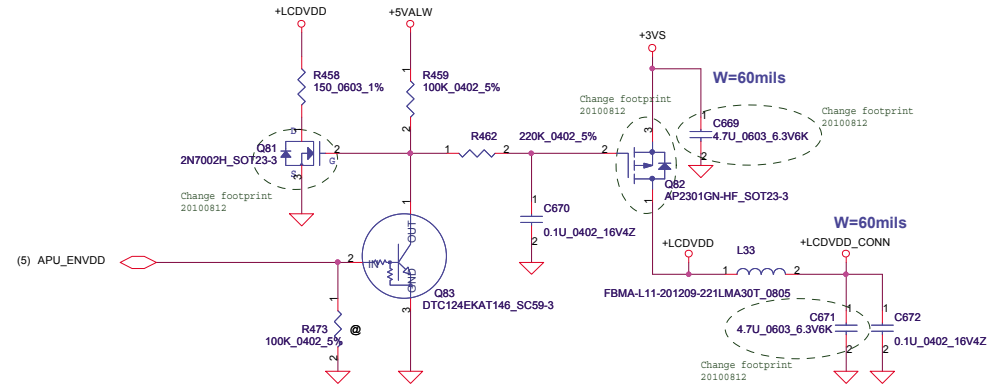 +LCDVDD
+5VALW
+3VS
R458
150_0603_1%
1
R459
100K_0402_5%
2
W=60mils
Change footprint
20100812
Change footprint
20100812
1
C669
4.7U_0603_6.3V6K
2
1
D
Q81
2N7002H_SOT23-3
2
G
S
3
Change footprint
20100812
1
R462
2
220K_0402_5%
2
3
Q82
AP2301GN-HF_SOT23-3
1
1
C670
0.1U_0402_16V4Z
2
W=60mils
+LCDVDD
L33
1
2
FBMA-L11-201209-221LMA30T_0805
+LCDVDD_CONN
(5) APU_ENVDD
1
OUT
2
IN
GND
3
Q83
DTC124EKAT146_SC59-3
1
R473
@
100K_0402_5%
2
1
C671
4.7U_0603_6.3V6K
2
1
C672
0.1U_0402_16V4Z
2
Change footprint
20100812